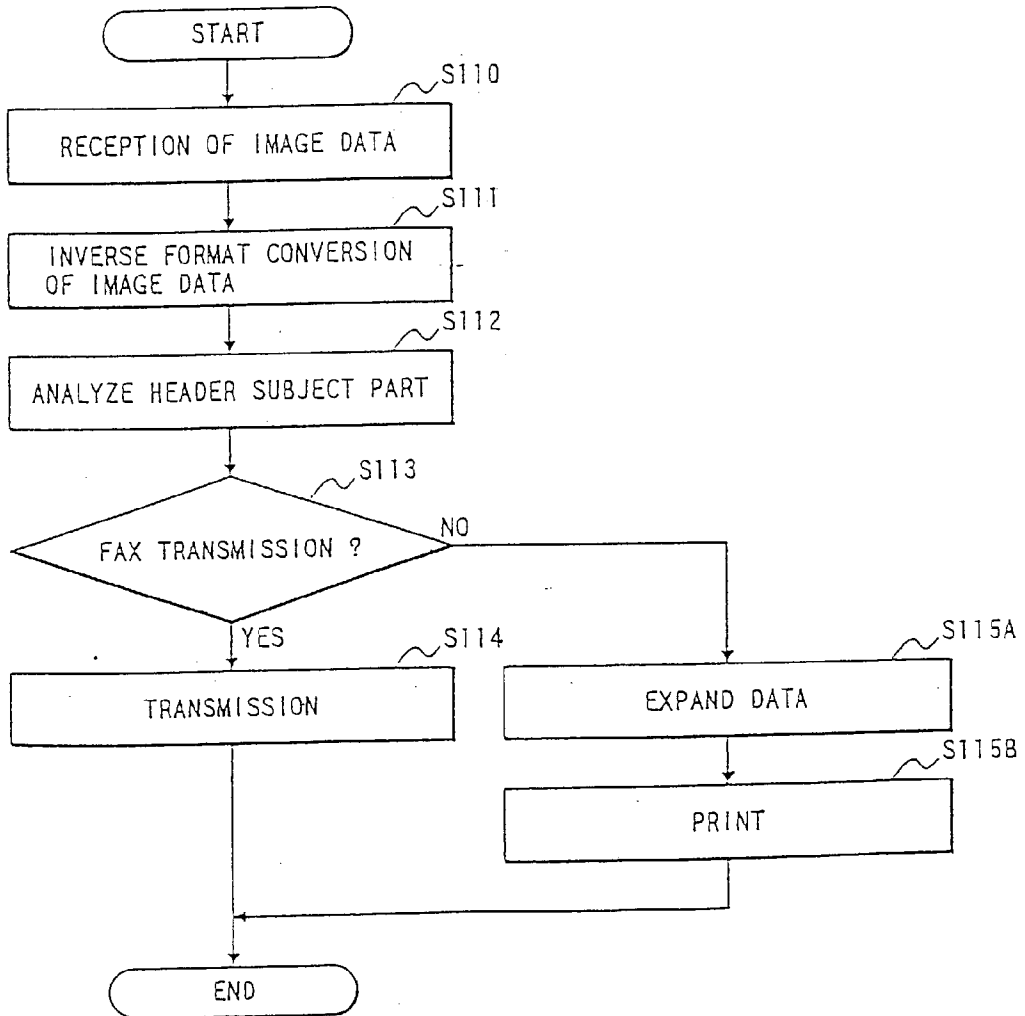 START
S110
RECEPTION OF IMAGE DATA
S111
INVERSE FORMAT CONVERSION
OF IMAGE DATA
S112
ANALYZE HEADER SUBJECT PART
S113
FAX TRANSMISSION ?
NO
YES
S114
TRANSMISSION
S115A
EXPAND DATA
S115B
PRINT
END